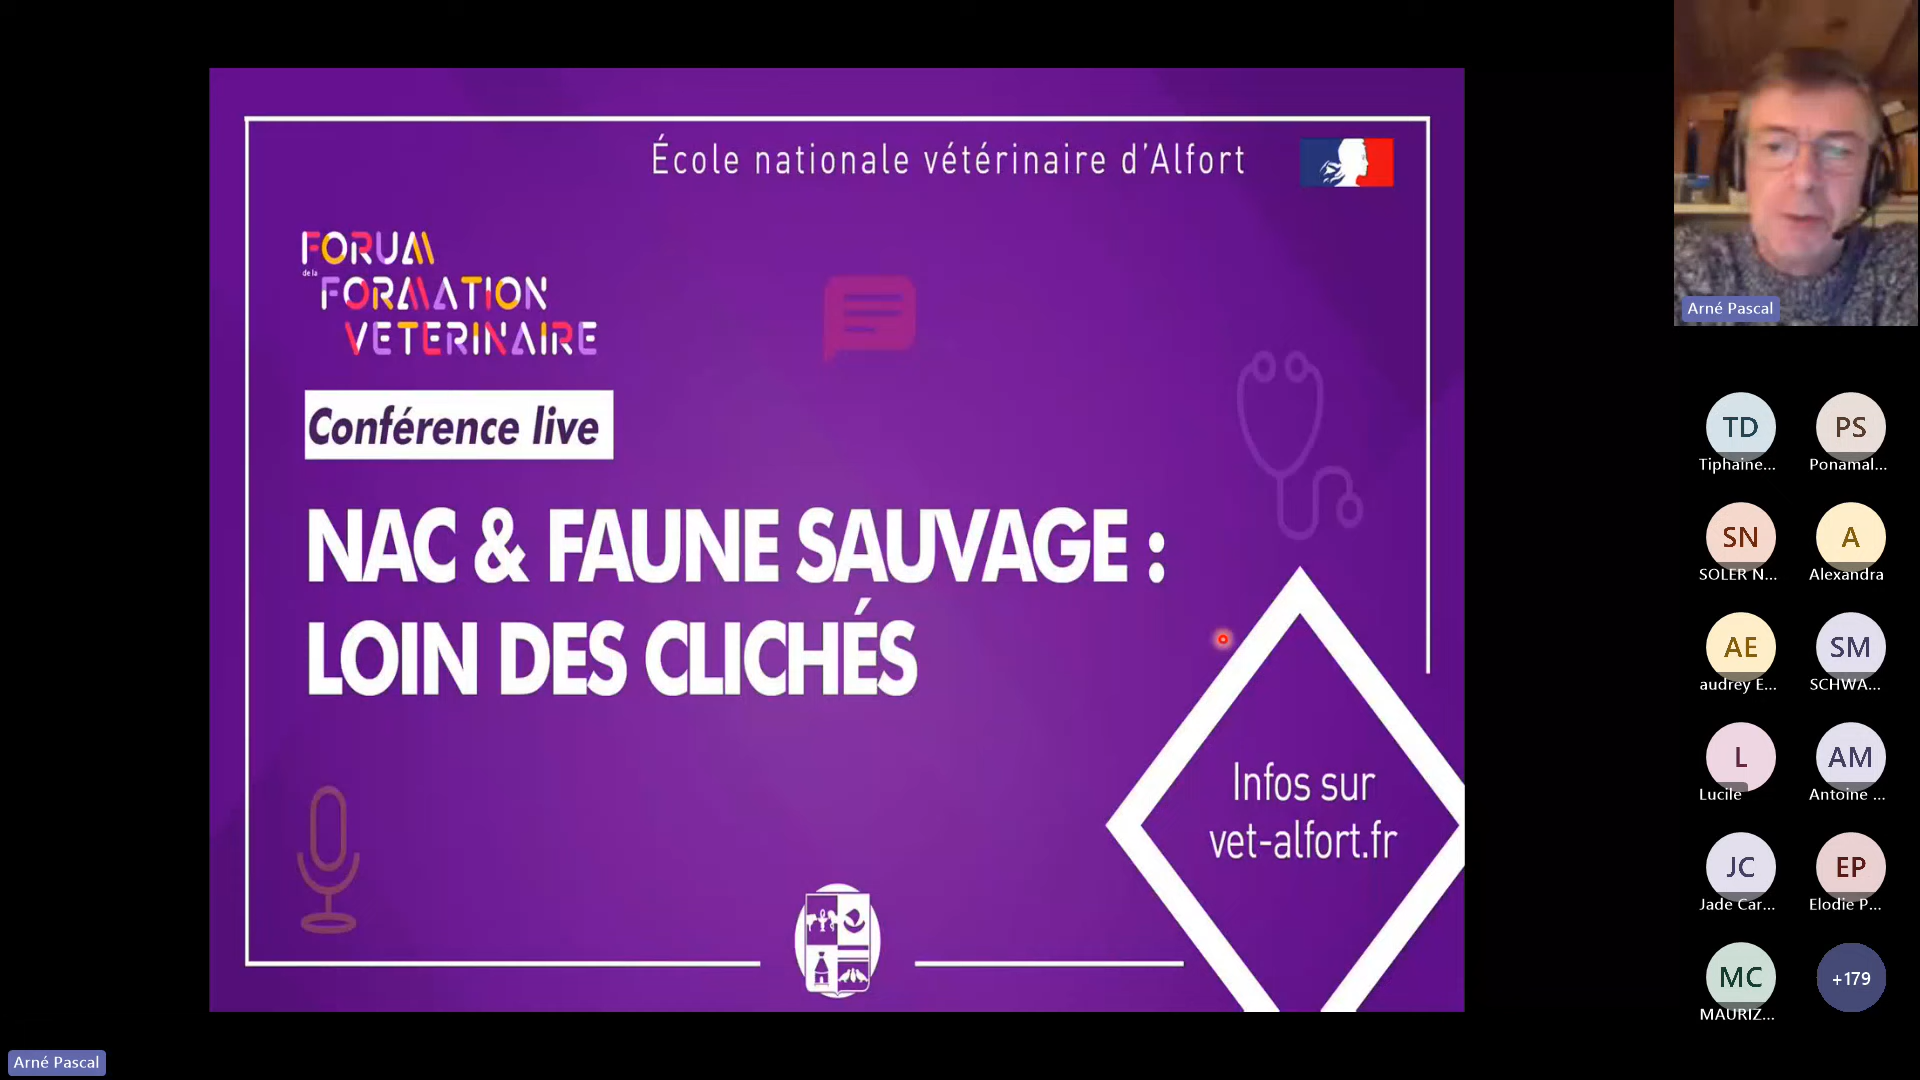 École nationale vétérinaire d'Alfort
FORUM
de la
FORMATION
VETERINAIRE
Conférence live
NAC & FAUNE SAUVAGE :
LOIN DES CLICHÉS
Infos sur
vet-alfort.fr
Arné Pascal
TD
Tiphaine...
PS
Ponamal...
SN
SOLER N...
A
Alexandra
AE
audrey E...
SM
SCHWA...
L
Lucile
AM
Antoine ...
JC
Jade Car...
EP
Elodie P...
MC
MAURIZ...
+179
Arné Pascal